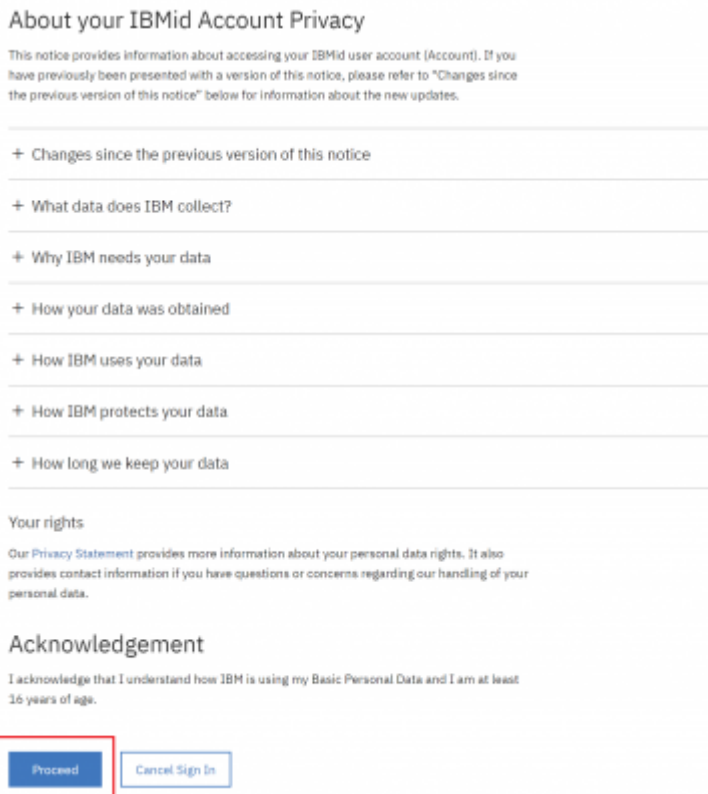 About your IBMid Account Privacy
This notice provides information about accessing your IBMid user account (Account). If you
have previously been presented with a version of this notice, please refer to "Changes since
the previous version of this notice" below for information about the new updates.
+ Changes since the previous version of this notice
+ What data does IBM collect?
+ Why IBM needs your data
+ How your data was obtained
+ How IBM uses your data
+ How IBM protects your data
+ How long we keep your data
Your rights
Our Privacy Statement provides more information about your personal data rights. It also
provides contact information if you have questions or concerns regarding our handling of your
personal data.
Acknowledgement
I acknowledge that I understand how IBM is using my Basic Personal Data and I am at least
16 years of age.
Proceed Cancel Sign In